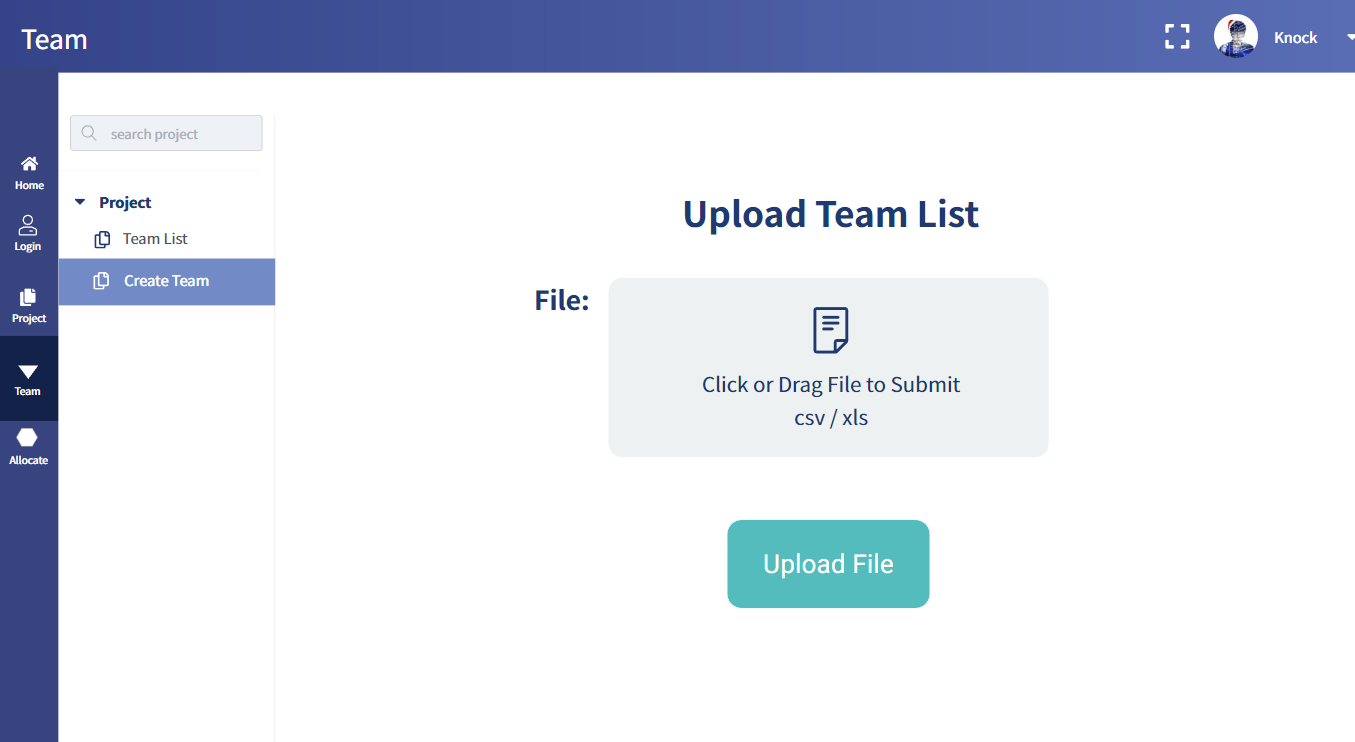 Team
Knock
Home
Login
Project
Team
Allocate
search project
Project
Team List
Create Team
Upload Team List
File:
Click or Drag File to Submit
csv / xls
Upload File